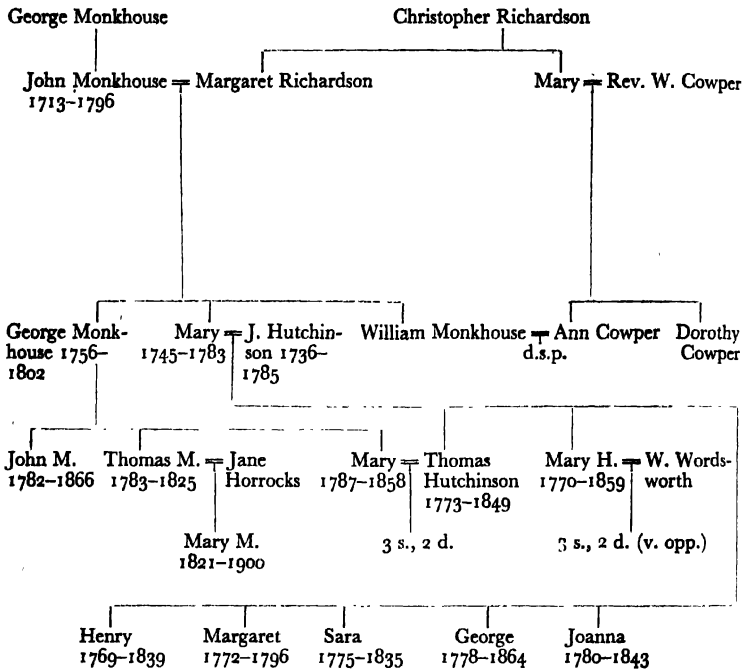 George Monkhouse Christopher Richardson
John Monkhouse = Margaret Richardson Mary = Rev. W. Cowper
1713–1796
George Monk- Mary = J. Hutchin- William Monkhouse = Ann Cowper Dorothy
house 1756– 1745–1783 son 1736– d.s.p. Cowper
1802 1785
John M. Thomas M. = Jane Mary = Thomas Mary H. = W. Words-
1782–1866 1783–1825 Horrocks 1787–1858 Hutchinson 1770–1859 worth
1773–1849
Mary M. 3 s., 2 d. 3 s., 2 d. (v. opp.)
1821–1900
Henry Margaret Sara George Joanna
1769–1839 1772–1796 1775–1835 1778–1864 1780–1843